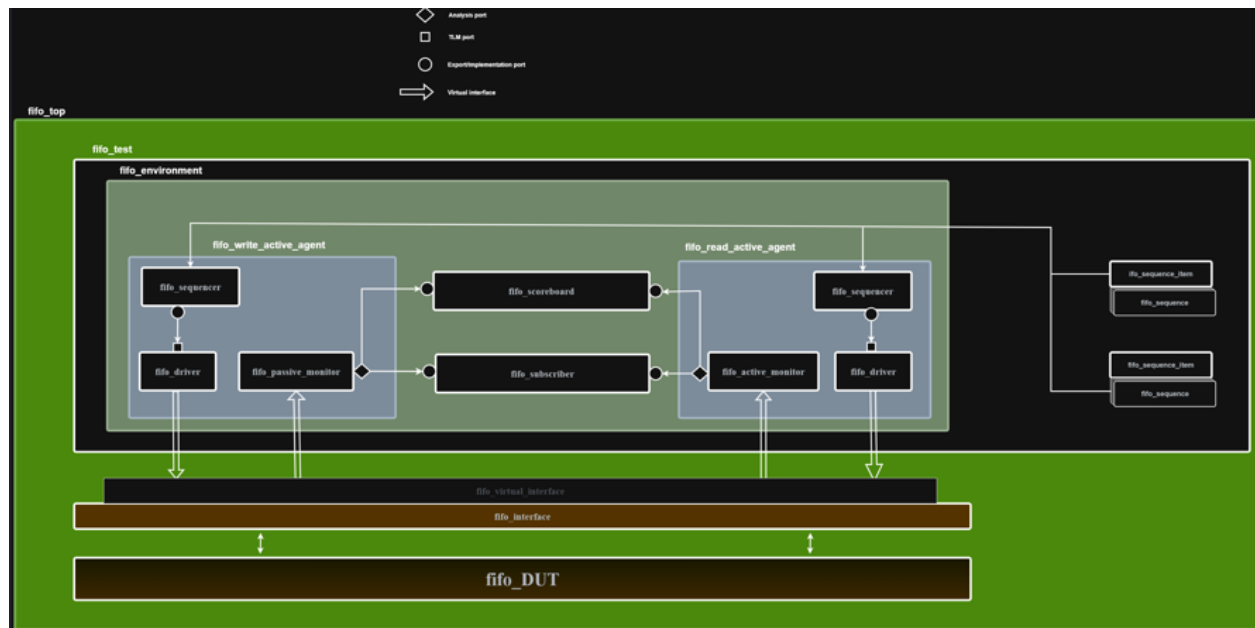 Analysis port
TLM port
Export/Implementation port
Virtual interface
fifo_top
fifo_test
fifo_environment
fifo_write_active_agent
fifo_read_active_agent
fifo_sequencer
fifo_scoreboard
fifo_sequencer
ifo_sequence_item
fifo_sequence
fifo_driver
fifo_passive_monitor
fifo_subscriber
fifo_active_monitor
fifo_driver
fifo_sequence_item
fifo_sequence
fifo_virtual_interface
fifo_interface
fifo_DUT